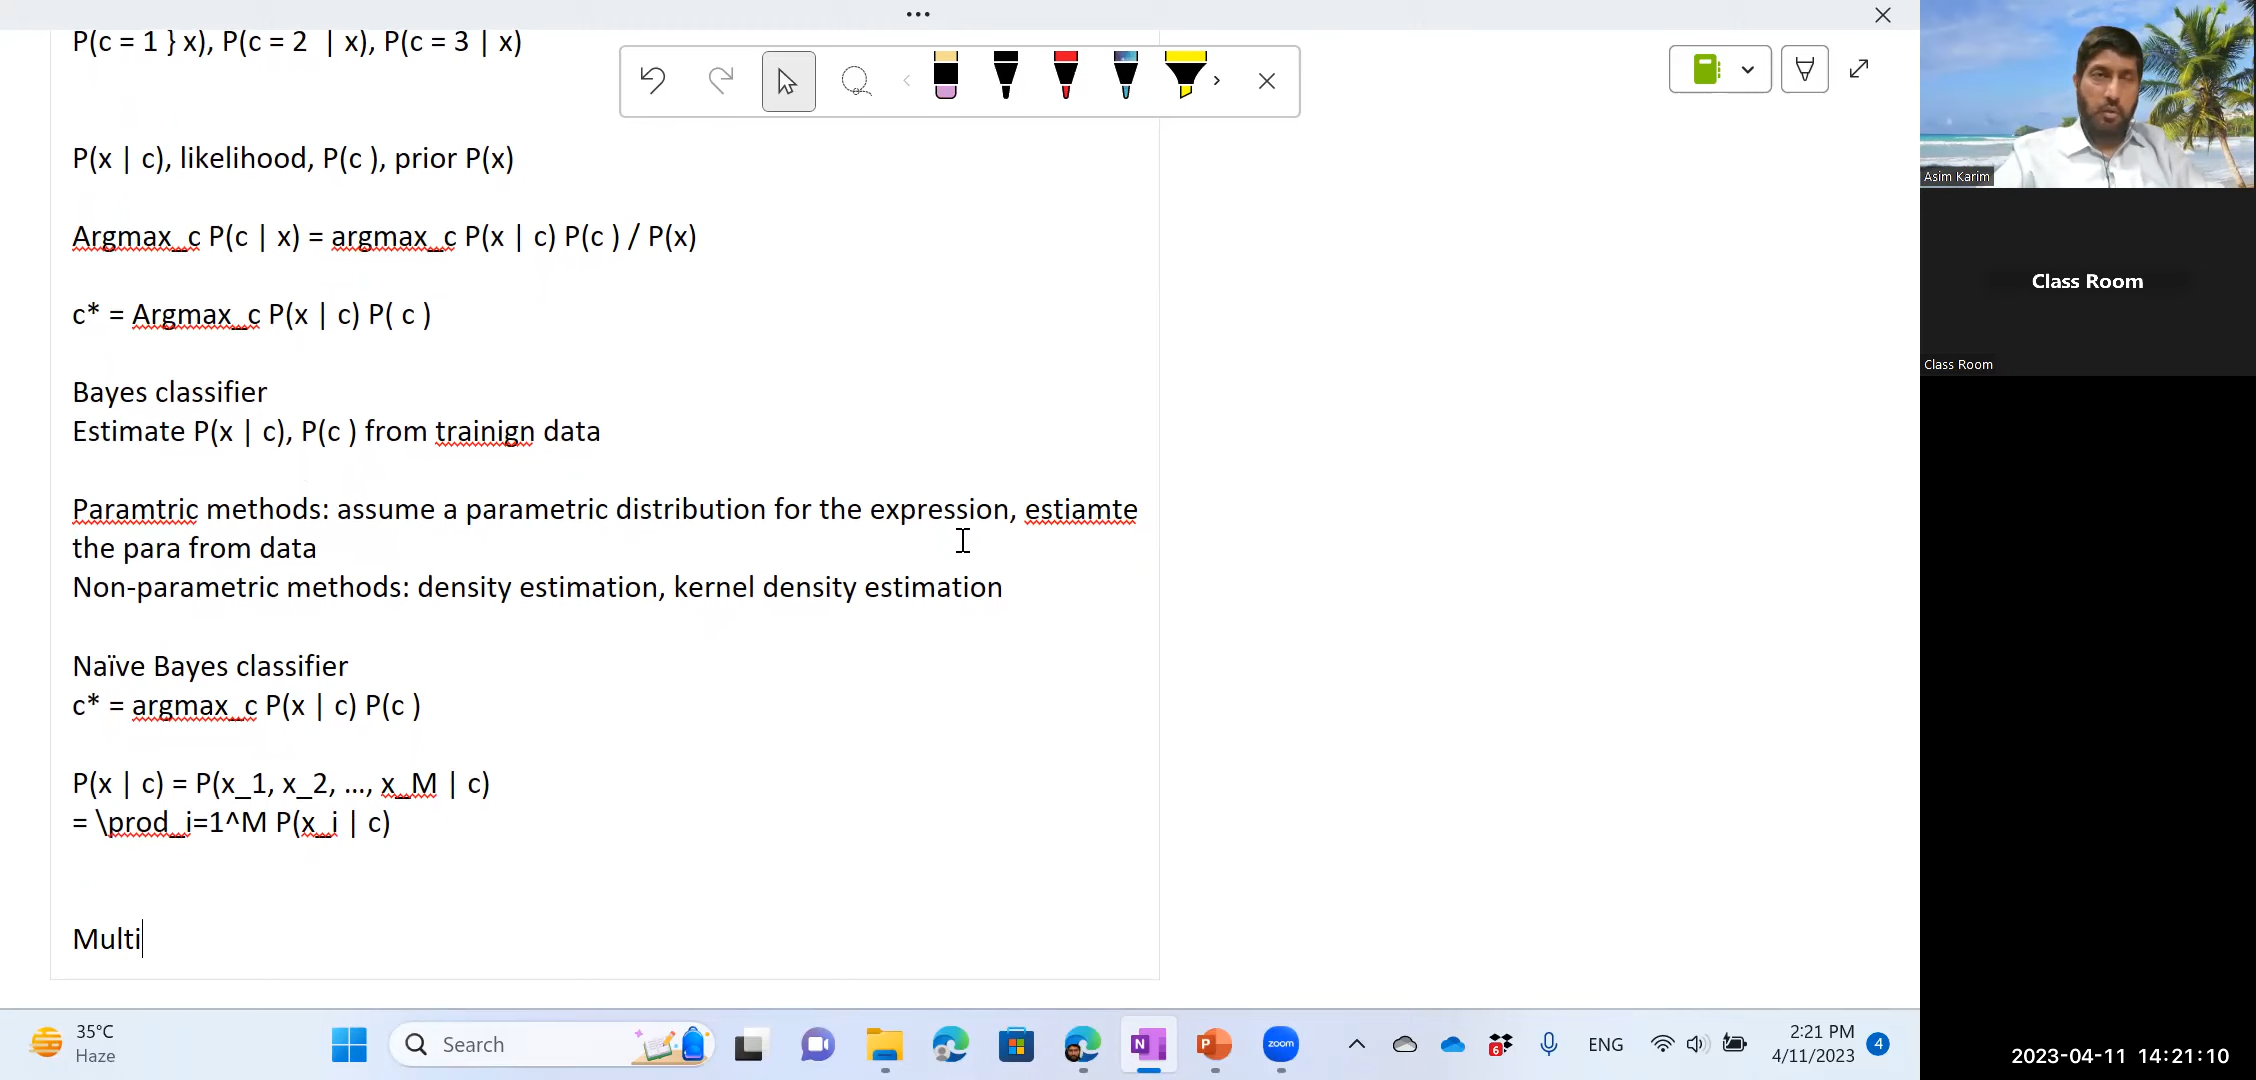 P(c = 1 } x), P(c = 2 | x), P(c = 3 | x)
P(x | c), likelihood, P(c ), prior P(x)
Argmax_c P(c | x) = argmax_c P(x | c) P(c ) / P(x)
c* = Argmax_c P(x | c) P( c )
Bayes classifier
Estimate P(x | c), P(c ) from trainign data
Paramtric methods: assume a parametric distribution for the expression, estiamte
the para from data
Non-parametric methods: density estimation, kernel density estimation
Naïve Bayes classifier
c* = argmax_c P(x | c) P(c )
P(x | c) = P(x_1, x_2, ..., x_M | c)
= \prod_i=1^M P(x_i | c)
Multi
Asim Karim
Class Room
Class Room
35°C
Haze
Search
N
P
zoom
6
ENG
2:21 PM
4/11/2023
4
2023-04-11 14:21:10